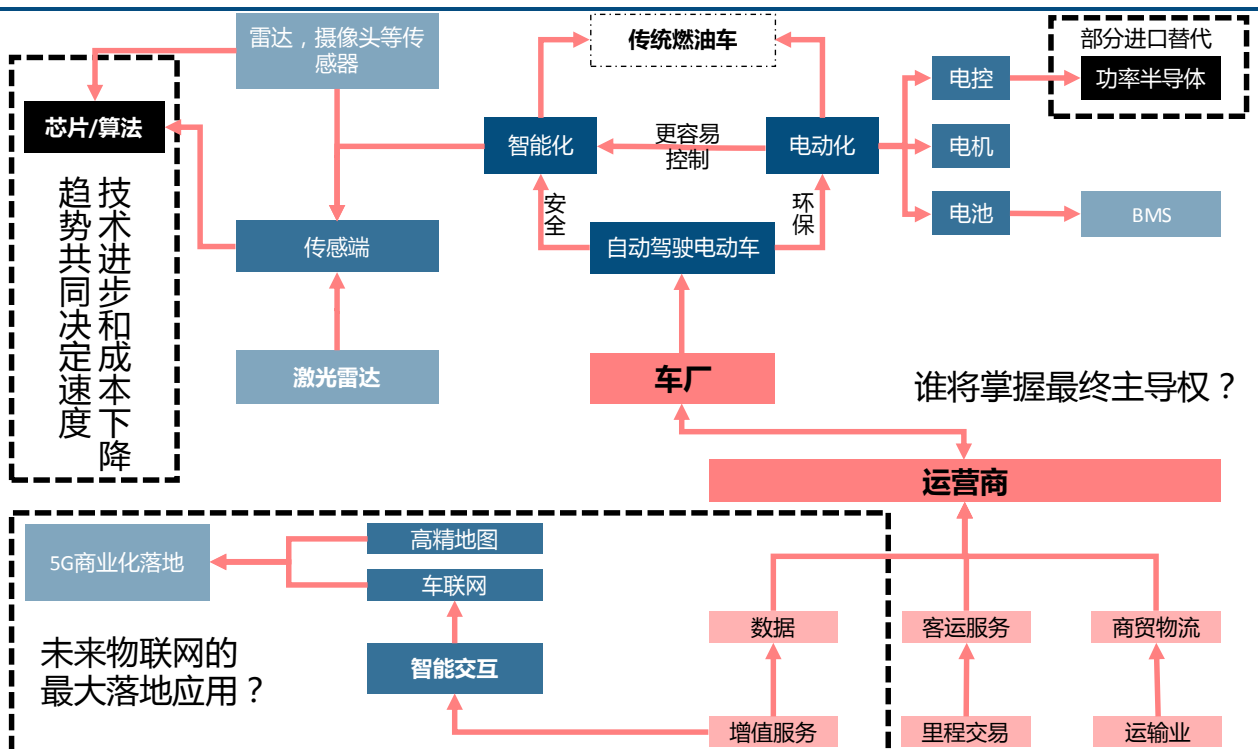 雷达，摄像头等传
感器
传统燃油车
部分进口替代
电控
功率半导体
芯片/算法
智能化
更容易
控制
电动化
电机
技术进步和成本下降
趋势共同决定速度
安全
环保
电池
BMS
传感端
自动驾驶电动车
激光雷达
车厂
谁将掌握最终主导权？
运营商
高精地图
5G商业化落地
车联网
数据
客运服务
商贸物流
未来物联网的
最大落地应用？
智能交互
增值服务
里程交易
运输业